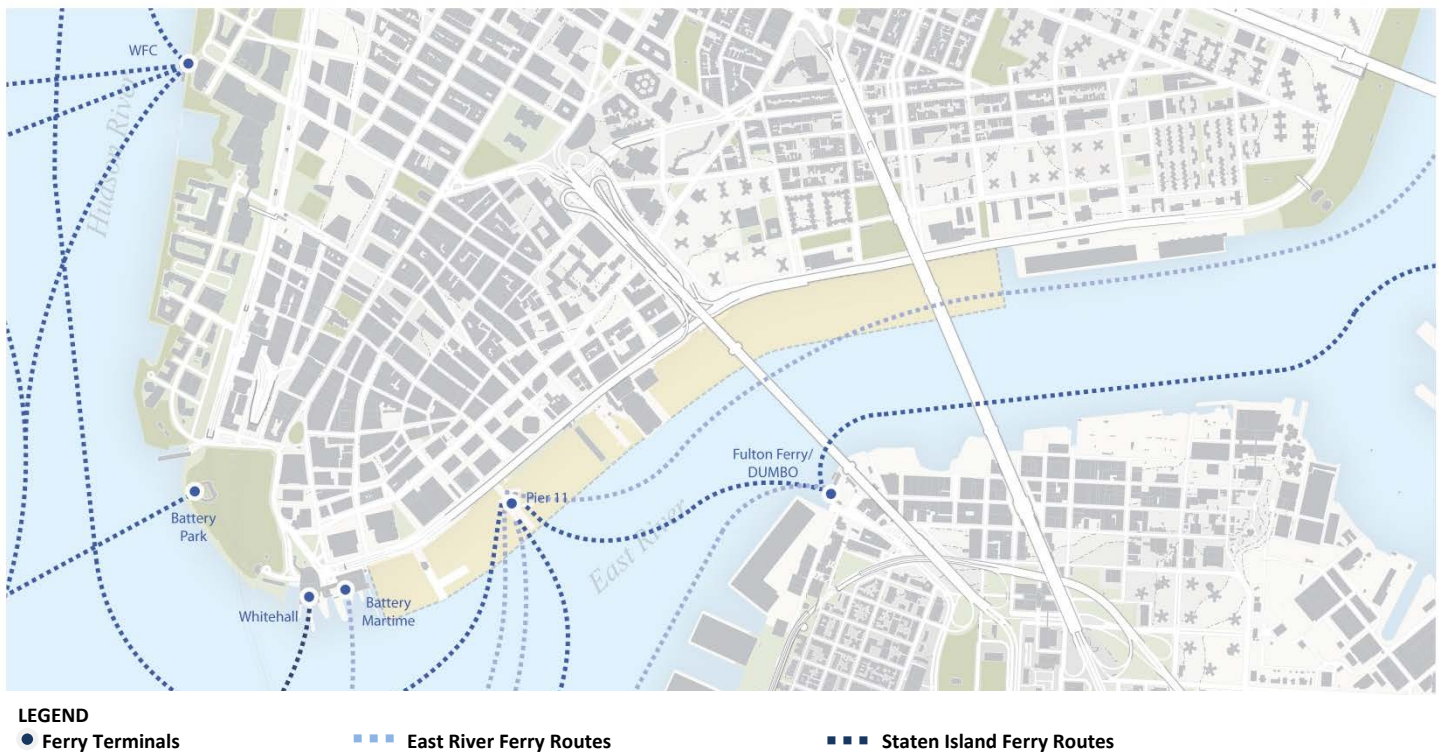 WFC
Hudson River
Battery
Park
Whitehall
Battery
Martime
Pier 11
Fulton Ferry/
DUMBO
East River
LEGEND
Ferry Terminals
East River Ferry Routes
Staten Island Ferry Routes